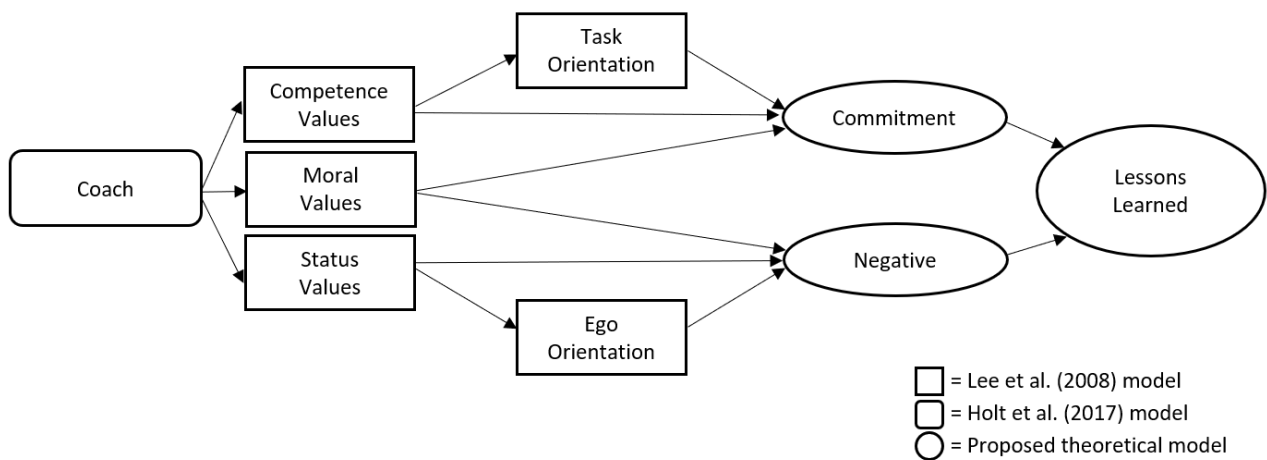 Task
Orientation
Competence
Values
Commitment
Coach
Moral
Values
Lessons
Learned
Status
Values
Negative
Ego
Orientation
= Lee et al. (2008) model
= Holt et al. (2017) model
= Proposed theoretical model